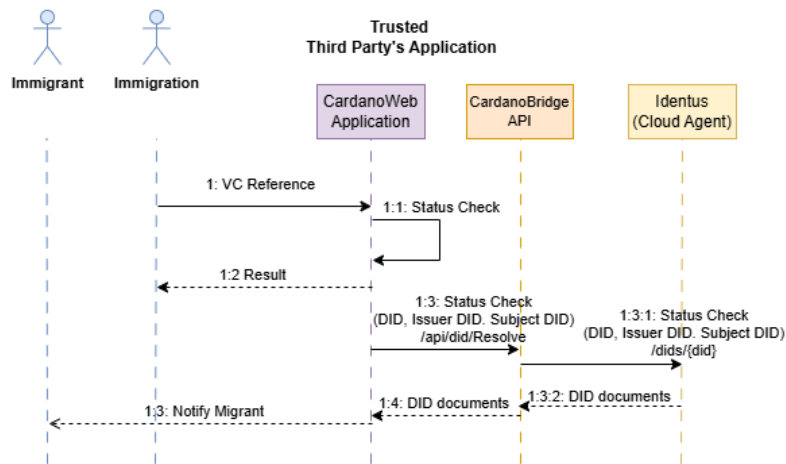 Trusted
Third Party's Application
Immigrant
Immigration
CardanoWeb
Application
CardanoBridge
API
Identus
(Cloud Agent)
1: VC Reference
1:1: Status Check
1:2 Result
1:3: Status Check
(DID, Issuer DID. Subject DID)
/api/did/Resolve
1:3:1: Status Check
(DID, Issuer DID. Subject DID)
/dids/{did}
1:3:2: DID documents
1:4: DID documents
1:3: Notify Migrant